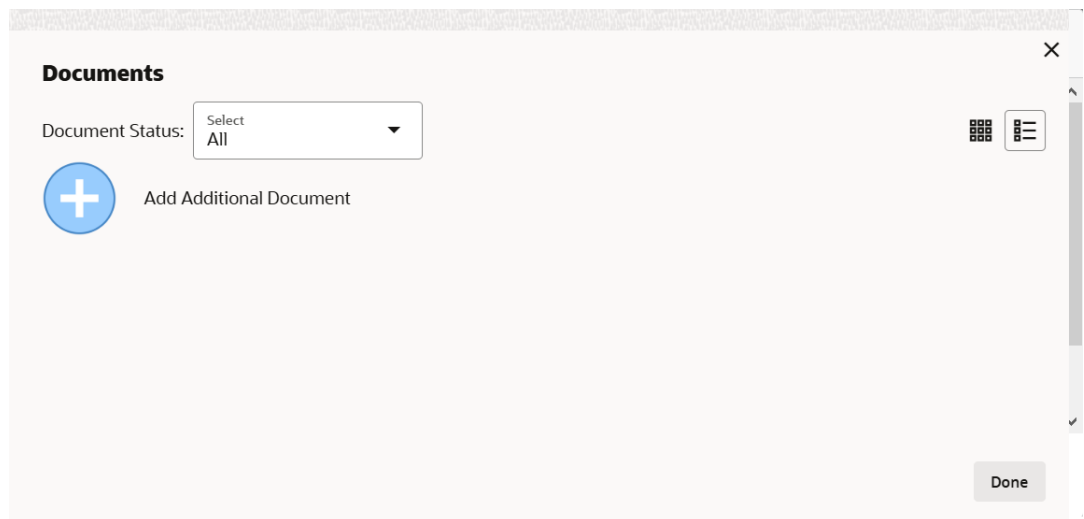 Documents
Document Status:
Select
All
Add Additional Document
Done